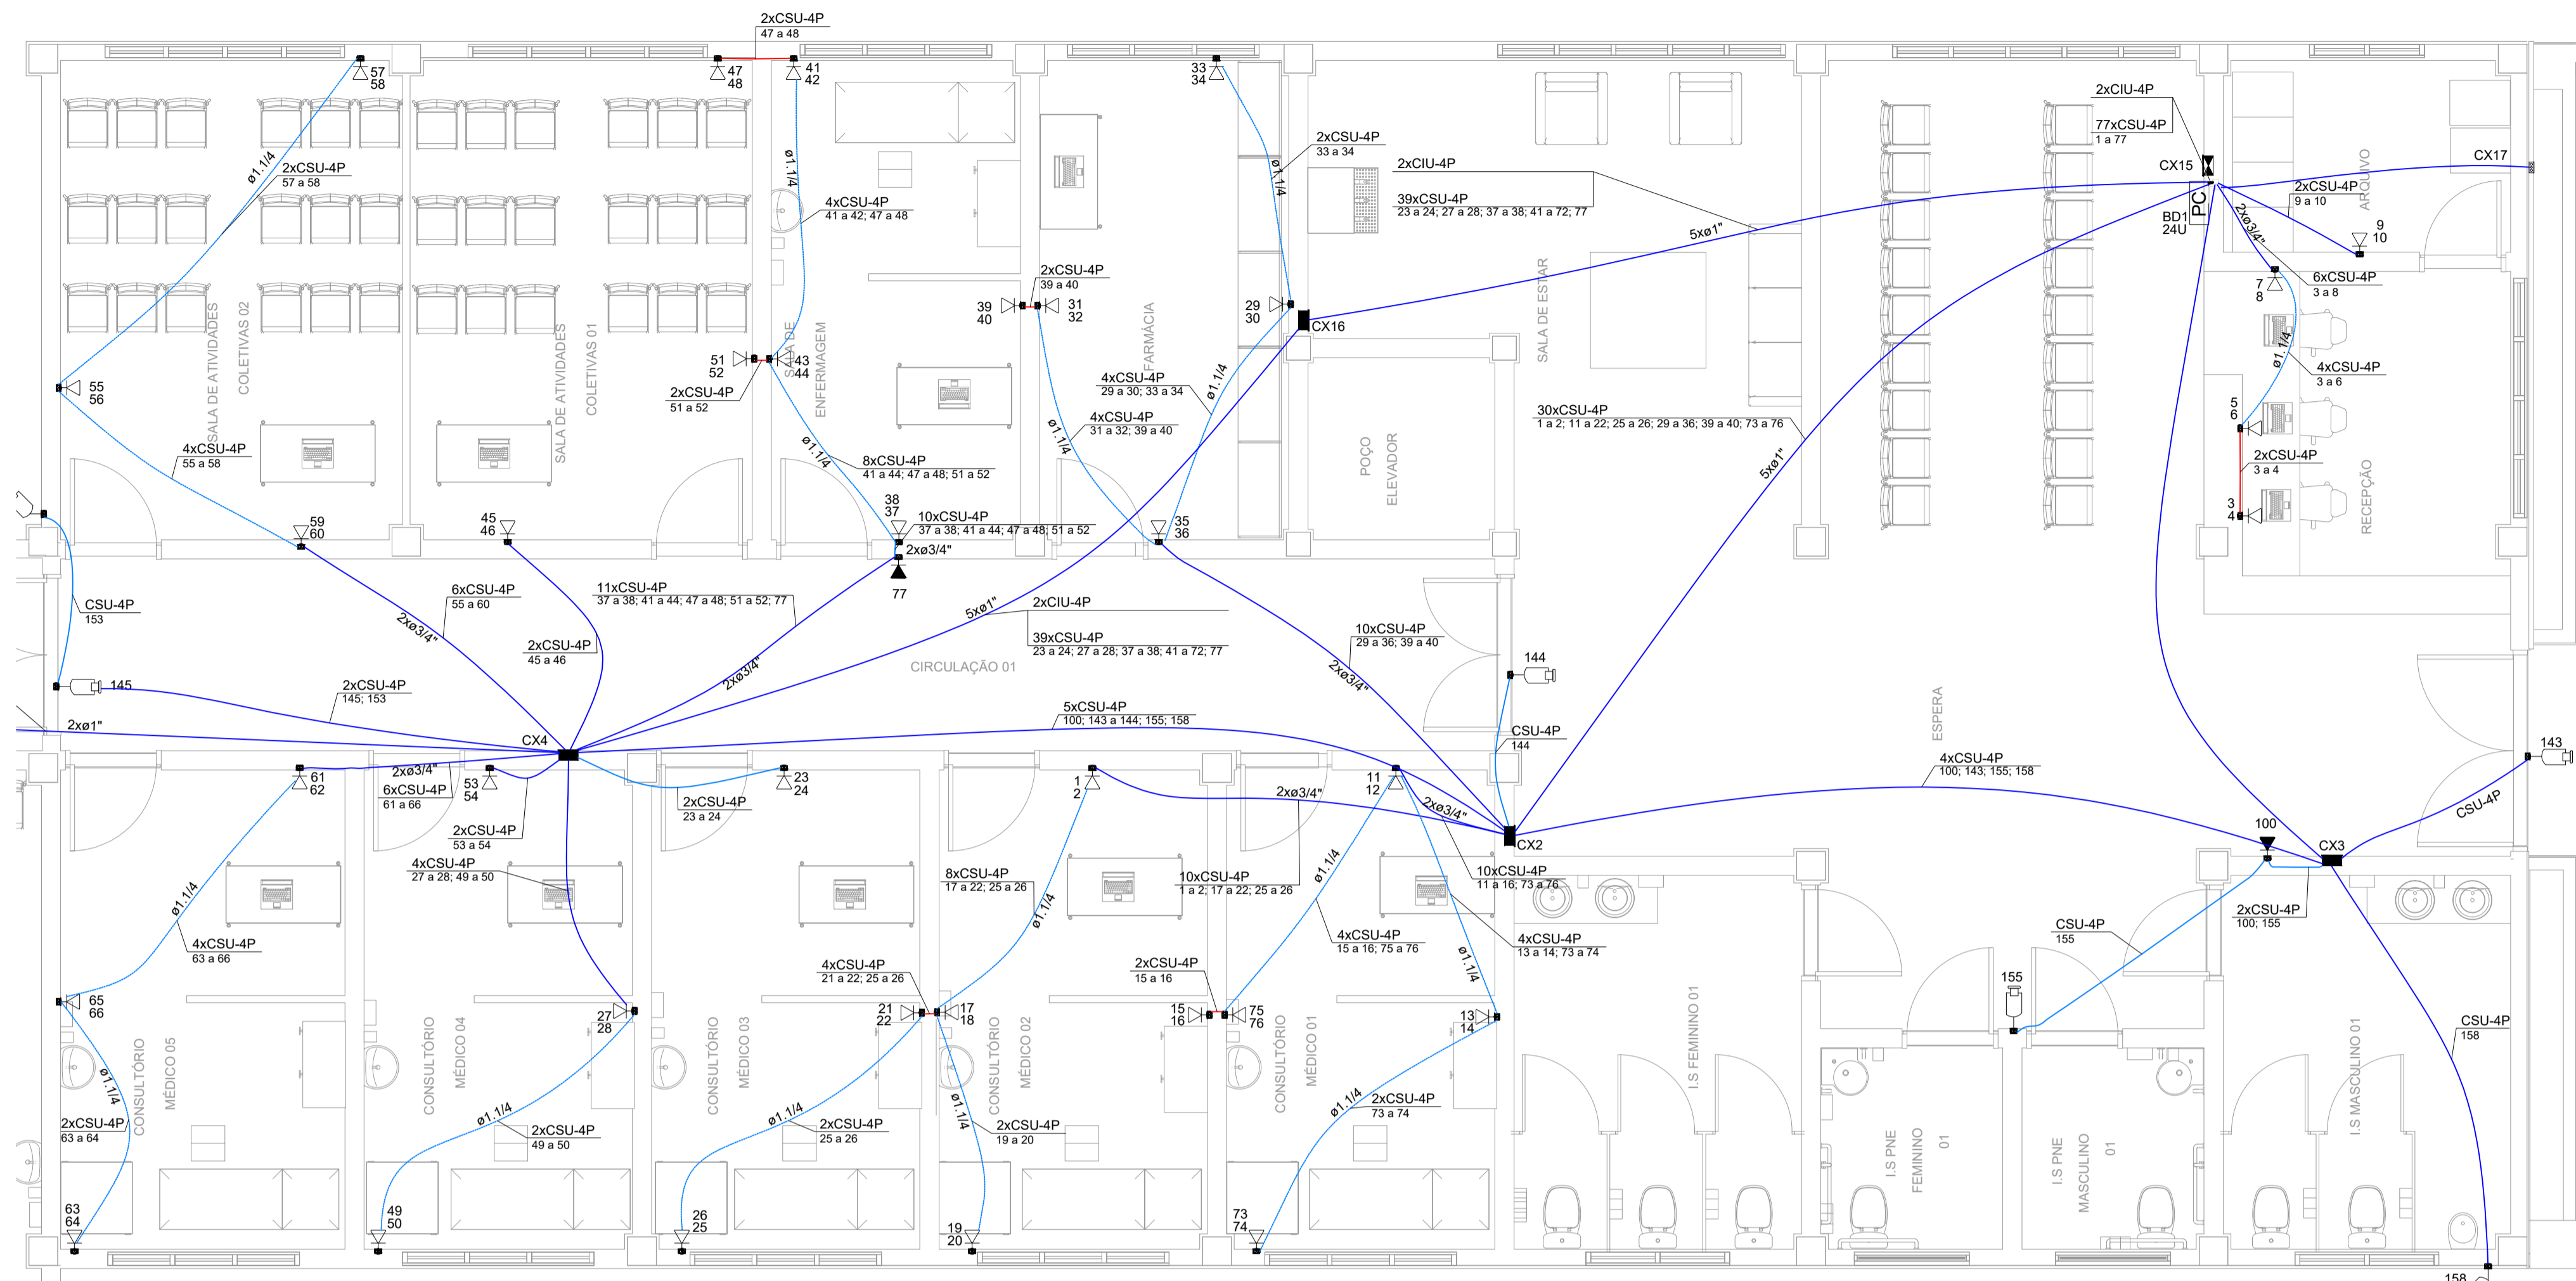 2xCSU-4P
47 a 48
57
58
47
48
41
42
33
34
2xCIU-4P
77xCSU-4P
1 a 77
CX15
CX17
ARQUIVO
ø1.1/4
2xCSU-4P
57 a 58
ø1.1/4
4xCSU-4P
41 a 42; 47 a 48
ø1.1/4
2xCSU-4P
33 a 34
2xCIU-4P
39xCSU-4P
23 a 24; 27 a 28; 37 a 38; 41 a 72; 77
5xø1"
BD1
24U
PC
2xø3/4"
2xCSU-4P
9 a 10
9
10
6xCSU-4P
3 a 8
7
8
2xCSU-4P
39 a 40
39
40
31
32
29
30
CX16
SALA DE ATIVIDADES
COLETIVAS 02
SALA DE ATIVIDADES
COLETIVAS 01
SALA DE
ENFERMAGEM
FARMÁCIA
SALA DE ESTAR
51
52
43
44
2xCSU-4P
51 a 52
55
56
4xCSU-4P
29 a 30; 33 a 34
ø1.1/4
4xCSU-4P
31 a 32; 39 a 40
ø1.1/4
ø1.1/4
4xCSU-4P
3 a 6
5
6
30xCSU-4P
1 a 2; 11 a 22; 25 a 26; 29 a 36; 39 a 40; 73 a 76
5xø1"
4xCSU-4P
55 a 58
ø1.1/4
8xCSU-4P
41 a 44; 47 a 48; 51 a 52
POÇO
ELEVADOR
2xCSU-4P
3 a 4
3
4
RECEPÇÃO
59
60
45
46
38
37
10xCSU-4P
37 a 38; 41 a 44; 47 a 48; 51 a 52
2xø3/4"
35
36
77
CSU-4P
153
6xCSU-4P
55 a 60
2xø3/4"
11xCSU-4P
37 a 38; 41 a 44; 47 a 48; 51 a 52; 77
2xCSU-4P
45 a 46
2xø3/4"
5xø1"
2xCIU-4P
39xCSU-4P
23 a 24; 27 a 28; 37 a 38; 41 a 72; 77
10xCSU-4P
29 a 36; 39 a 40
2xø3/4"
CIRCULAÇÃO 01
144
145
2xCSU-4P
145; 153
5xCSU-4P
100; 143 a 144; 155; 158
CSU-4P
144
ESPERA
143
2xø1"
CX4
61
62
2xø3/4"
6xCSU-4P
61 a 66
53
54
2xCSU-4P
53 a 54
23
24
2xCSU-4P
23 a 24
1
2
2xø3/4"
11
12
2xø3/4"
CX2
4xCSU-4P
100; 143; 155; 158
CSU-4P
100
CX3
4xCSU-4P
27 a 28; 49 a 50
8xCSU-4P
17 a 22; 25 a 26
ø1.1/4
10xCSU-4P
1 a 2; 17 a 22; 25 a 26
ø1.1/4
10xCSU-4P
11 a 16; 73 a 76
ø1.1/4
4xCSU-4P
63 a 66
4xCSU-4P
15 a 16; 75 a 76
4xCSU-4P
13 a 14; 73 a 74
ø1.1/4
2xCSU-4P
100; 155
CSU-4P
155
4xCSU-4P
21 a 22; 25 a 26
2xCSU-4P
15 a 16
155
65
66
27
28
21
22
17
18
15
16
75
76
13
14
CSU-4P
158
CONSULTÓRIO
MÉDICO 05
CONSULTÓRIO
MÉDICO 04
CONSULTÓRIO
MÉDICO 03
CONSULTÓRIO
MÉDICO 02
CONSULTÓRIO
MÉDICO 01
I.S FEMININO 01
I.S PNE
FEMININO
01
I.S PNE
MASCULINO
01
I.S MASCULINO 01
ø1.1/4
2xCSU-4P
63 a 64
ø1.1/4
2xCSU-4P
49 a 50
ø1.1/4
2xCSU-4P
25 a 26
ø1.1/4
2xCSU-4P
19 a 20
ø1.1/4
2xCSU-4P
73 a 74
63
64
49
50
26
25
19
20
73
74
158